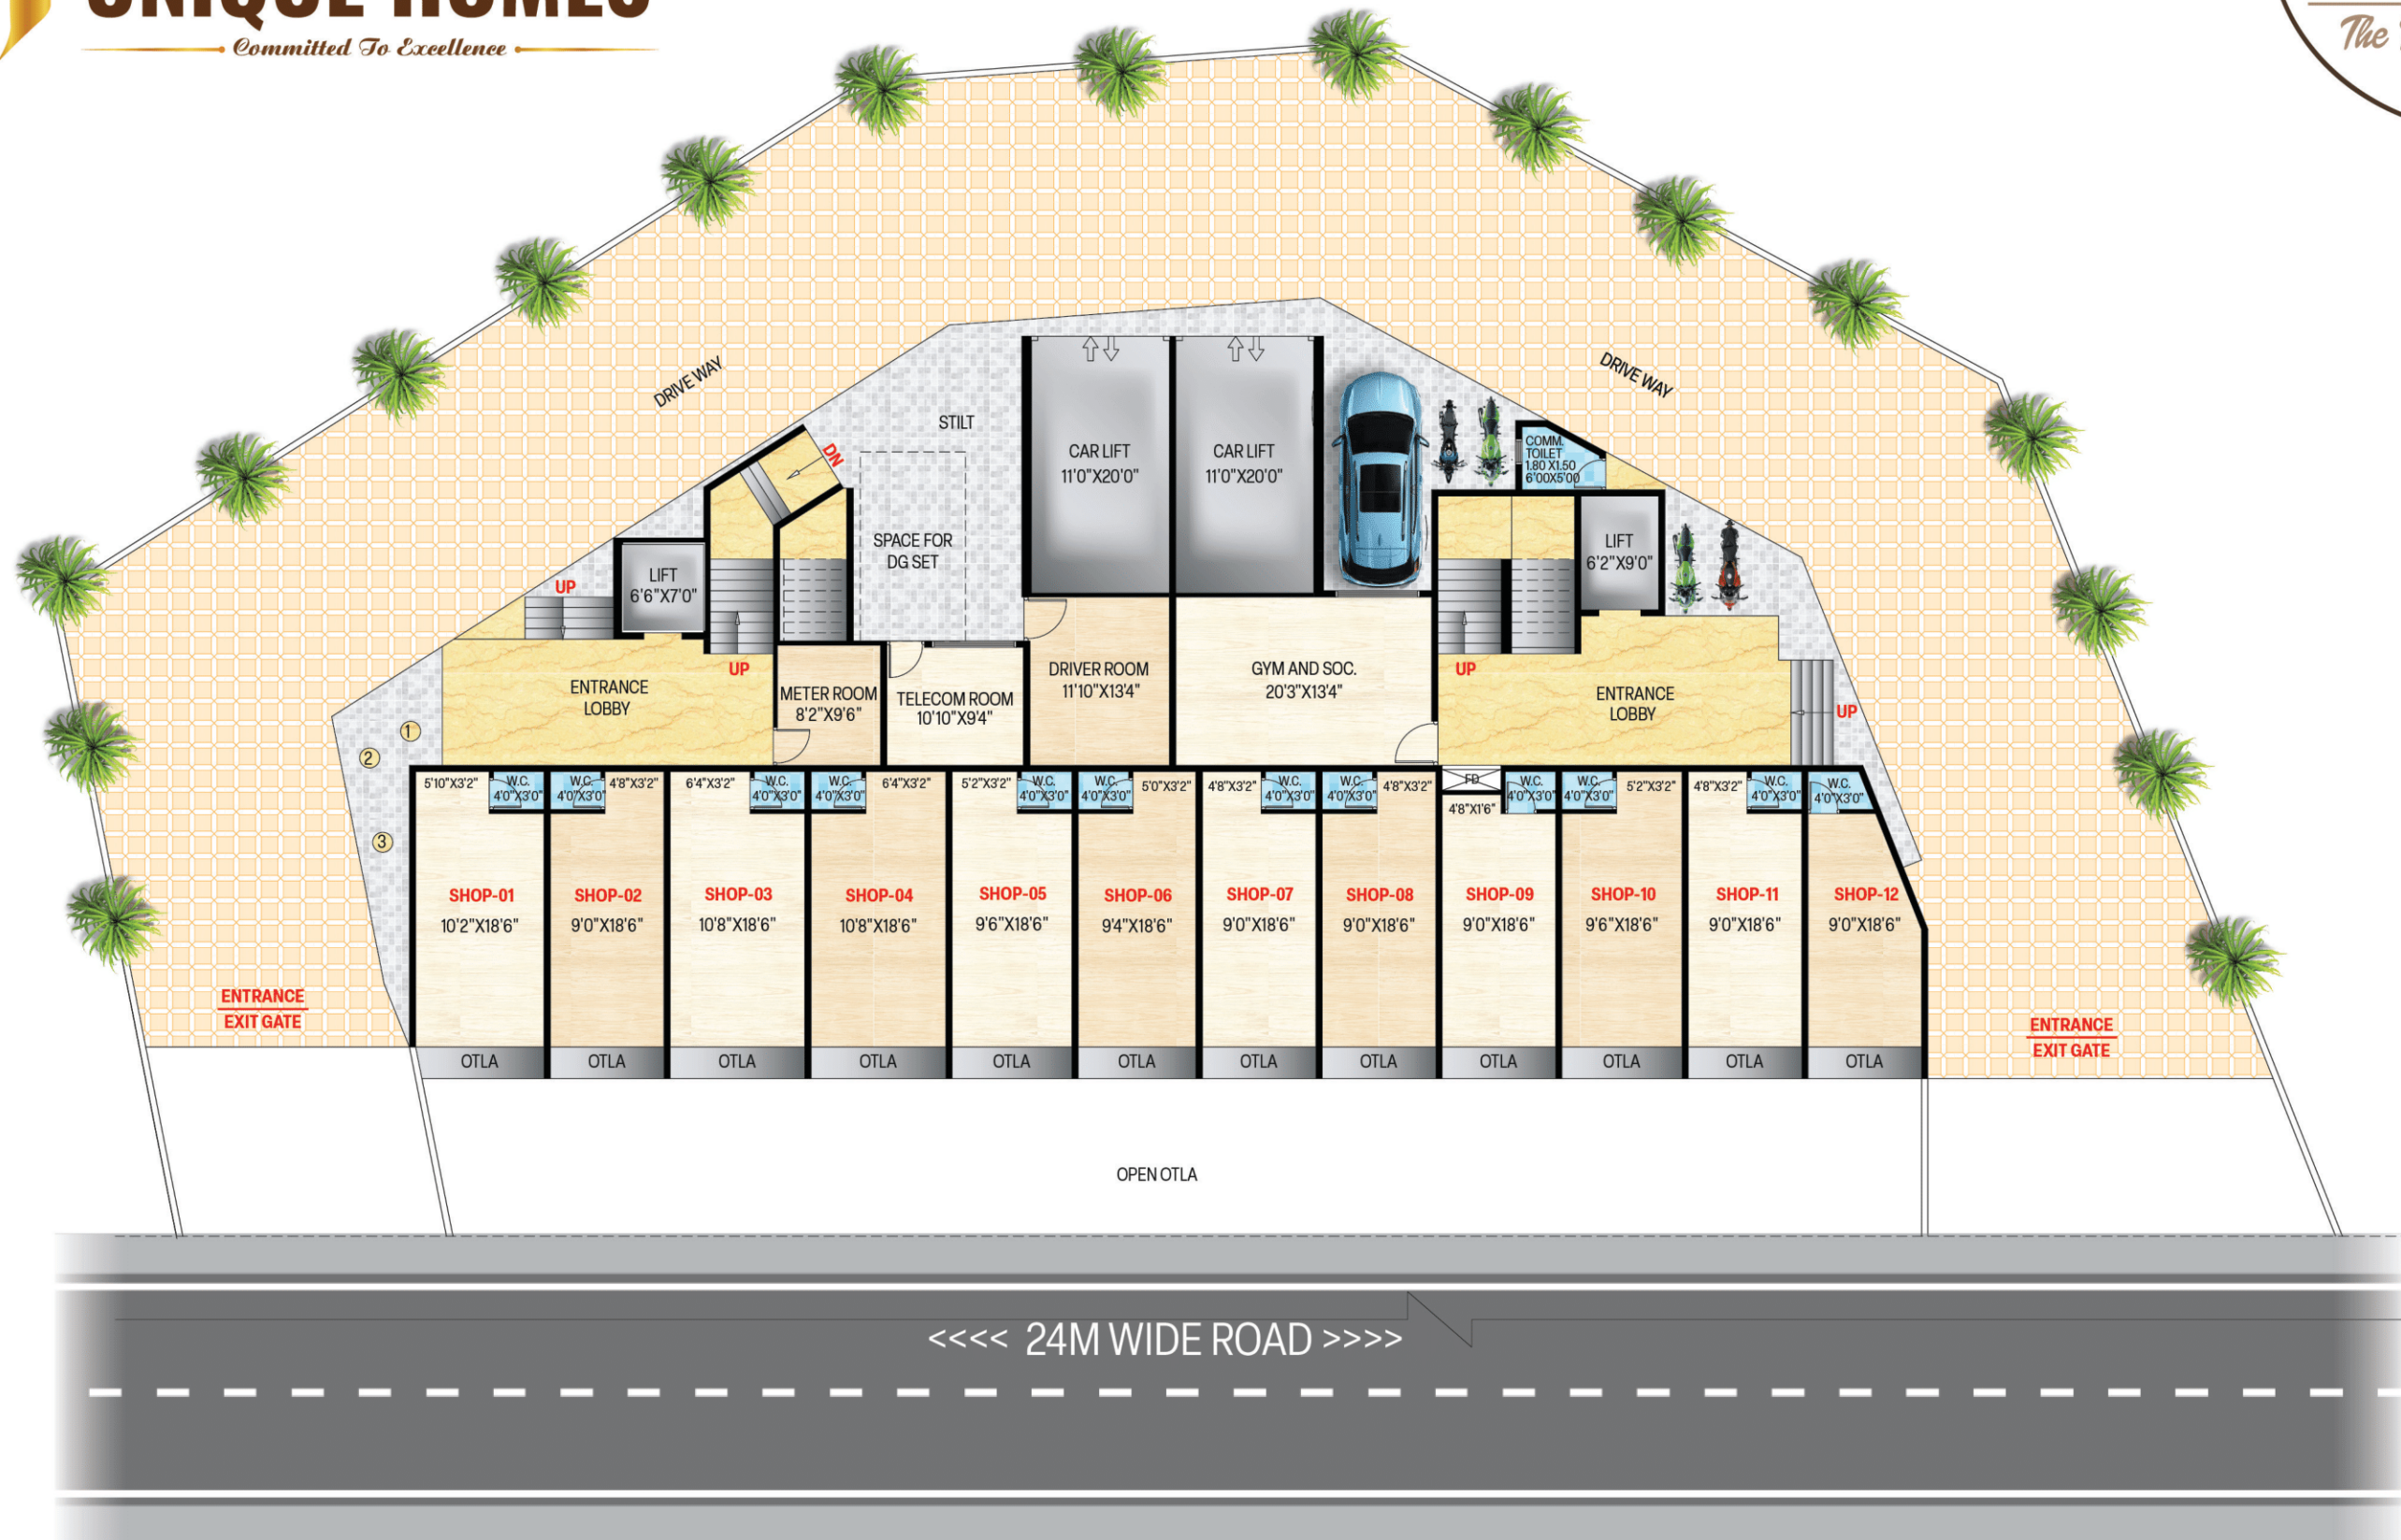 UNIQUE HOMES
Committed To Excellence
The
DRIVE WAY
DRIVE WAY
STILT
DN
CAR LIFT
11'0"X20'0"
CAR LIFT
11'0"X20'0"
COMM.
TOILET
1.80 X1.50
6'00X5'00
SPACE FOR
DG SET
LIFT
6'2"X9'0"
LIFT
6'6"X7'0"
UP
UP
ENTRANCE
LOBBY
METER ROOM
8'2"X9'6"
TELECOM ROOM
10'10"X9'4"
DRIVER ROOM
11'10"X13'4"
GYM AND SOC.
20'3"X13'4"
UP
ENTRANCE
LOBBY
UP
1
2
3
5'10"X3'2"
W.C.
4'0"X3'0"
W.C.
4'0"X3'0"
4'8"X3'2"
6'4"X3'2"
W.C.
4'0"X3'0"
W.C.
4'0"X3'0"
6'4"X3'2"
5'2"X3'2"
W.C.
4'0"X3'0"
W.C.
4'0"X3'0"
5'0"X3'2"
4'8"X3'2"
W.C.
4'0"X3'0"
W.C.
4'0"X3'0"
4'8"X3'2"
FD
4'8"X1'6"
W.C.
4'0"X3'0"
W.C.
4'0"X3'0"
5'2"X3'2"
4'8"X3'2"
W.C.
4'0"X3'0"
W.C.
4'0"X3'0"
SHOP-01
10'2"X18'6"
SHOP-02
9'0"X18'6"
SHOP-03
10'8"X18'6"
SHOP-04
10'8"X18'6"
SHOP-05
9'6"X18'6"
SHOP-06
9'4"X18'6"
SHOP-07
9'0"X18'6"
SHOP-08
9'0"X18'6"
SHOP-09
9'0"X18'6"
SHOP-10
9'6"X18'6"
SHOP-11
9'0"X18'6"
SHOP-12
9'0"X18'6"
ENTRANCE
EXIT GATE
ENTRANCE
EXIT GATE
OTLA OTLA OTLA OTLA OTLA OTLA OTLA OTLA OTLA OTLA OTLA OTLA
OPEN OTLA
<<<< 24M WIDE ROAD >>>>